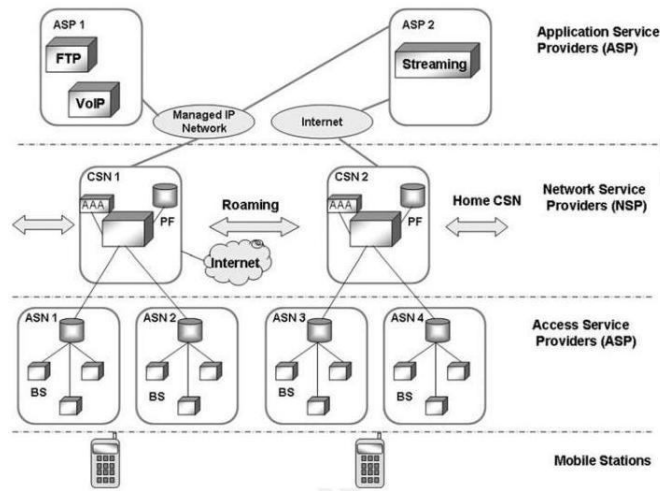 ASP 1
FTP
VoIP
ASP 2
Streaming
Application Service
Providers (ASP)
Managed IP
Network
Internet
CSN 1
AAA
PF
Roaming
Internet
CSN 2
AAA
PF
Home CSN
Network Service
Providers (NSP)
ASN 1
BS
ASN 2
BS
ASN 3
BS
ASN 4
BS
Access Service
Providers (ASP)
Mobile Stations